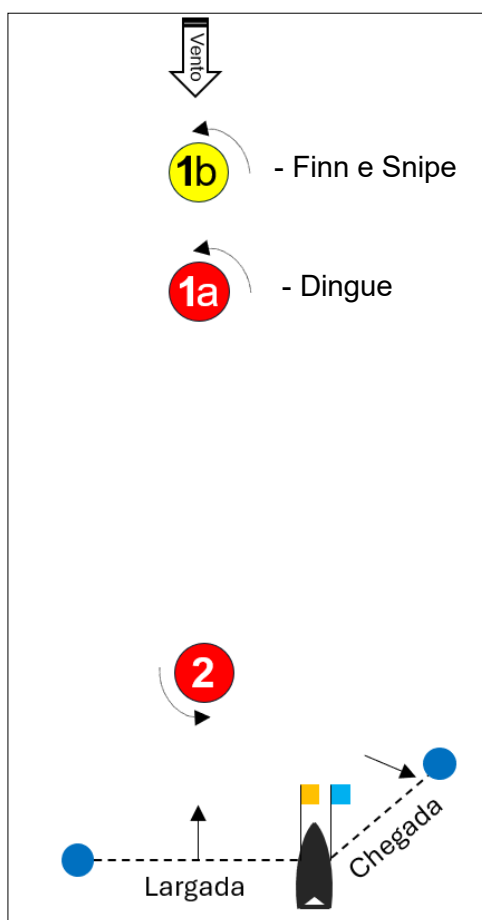 Vento
1b - Finn e Snipe
1a - Dingue
2
Chegada
Largada